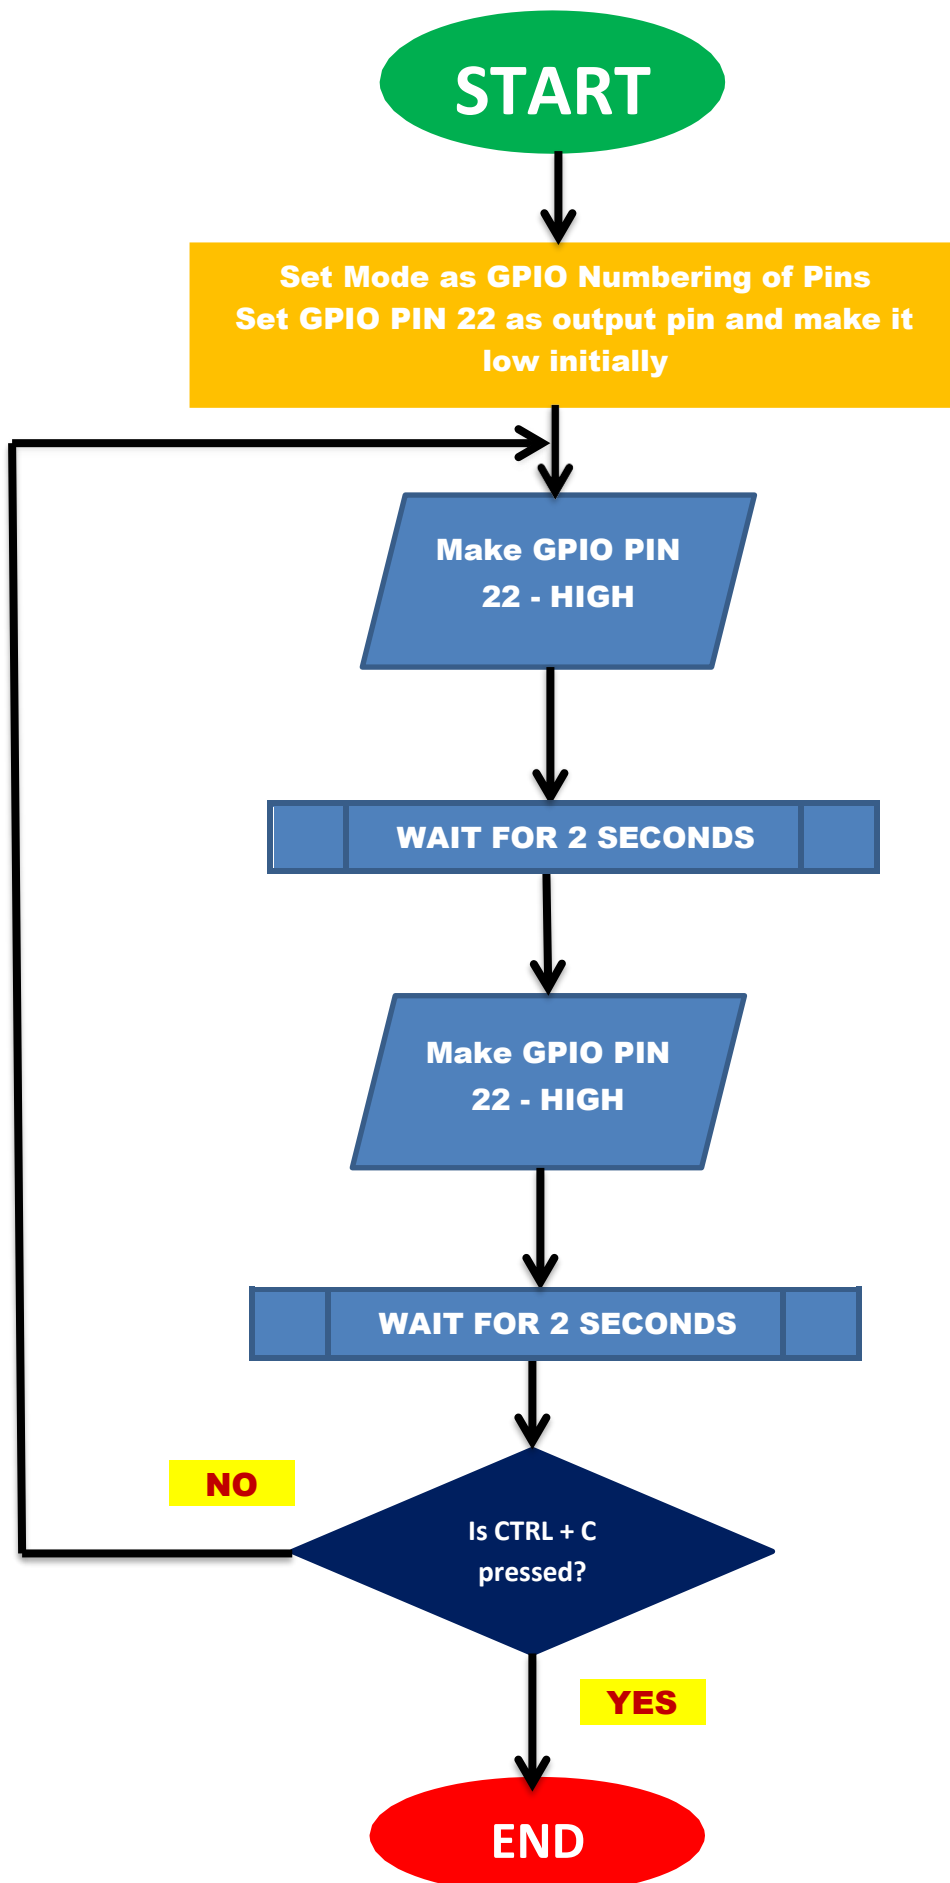 START
Set Mode as GPIO Numbering of Pins
Set GPIO PIN 22 as output pin and make it
low initially
Make GPIO PIN
22 - HIGH
WAIT FOR 2 SECONDS
Make GPIO PIN
22 - HIGH
WAIT FOR 2 SECONDS
NO
Is CTRL + C
pressed?
YES
END